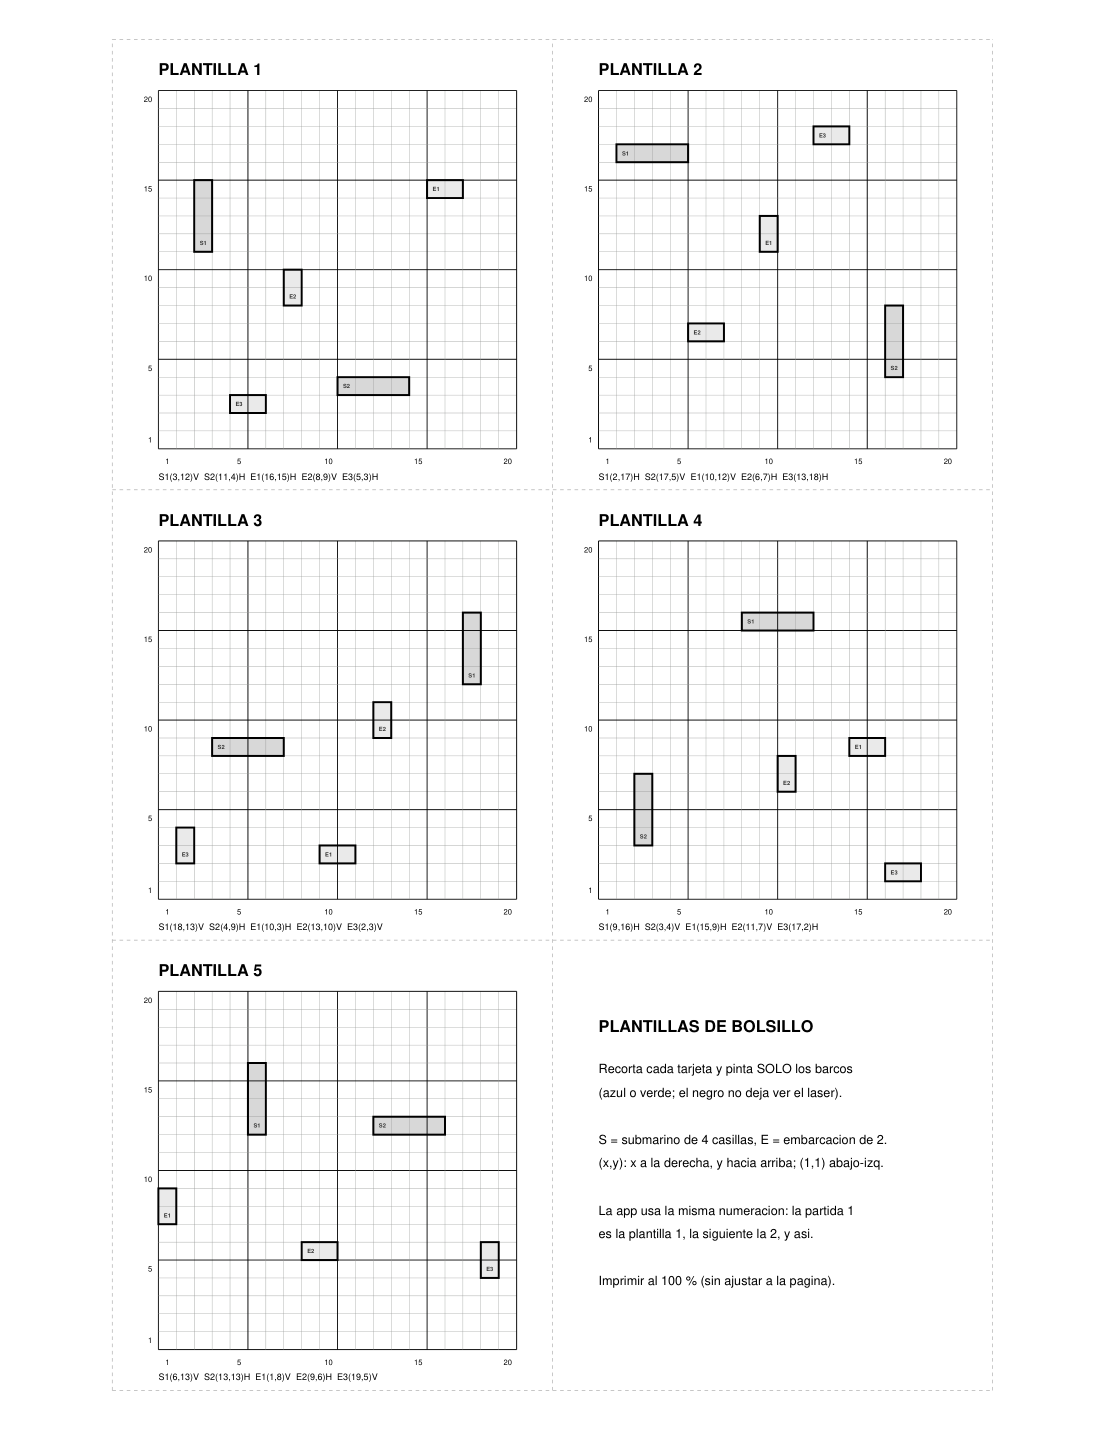 PLANTILLA 1
20
15
10
5
1
S1
E1
E2
S2
E3
1 5 10 15 20
S1(3,12)V S2(11,4)H E1(16,15)H E2(8,9)V E3(5,3)H
PLANTILLA 2
20
15
10
5
1
E3
S1
E1
E2
S2
1 5 10 15 20
S1(2,17)H S2(17,5)V E1(10,12)V E2(6,7)H E3(13,18)H
PLANTILLA 3
20
15
10
5
1
S1
E2
S2
E3
E1
1 5 10 15 20
S1(18,13)V S2(4,9)H E1(10,3)H E2(13,10)V E3(2,3)V
PLANTILLA 4
20
15
10
5
1
S1
E1
E2
S2
E3
1 5 10 15 20
S1(9,16)H S2(3,4)V E1(15,9)H E2(11,7)V E3(17,2)H
PLANTILLA 5
20
15
10
5
1
S1
S2
E1
E2
E3
1 5 10 15 20
S1(6,13)V S2(13,13)H E1(1,8)V E2(9,6)H E3(19,5)V
PLANTILLAS DE BOLSILLO
Recorta cada tarjeta y pinta SOLO los barcos
(azul o verde; el negro no deja ver el laser).
S = submarino de 4 casillas, E = embarcacion de 2.
(x,y): x a la derecha, y hacia arriba; (1,1) abajo-izq.
La app usa la misma numeracion: la partida 1
es la plantilla 1, la siguiente la 2, y asi.
Imprimir al 100 % (sin ajustar a la pagina).